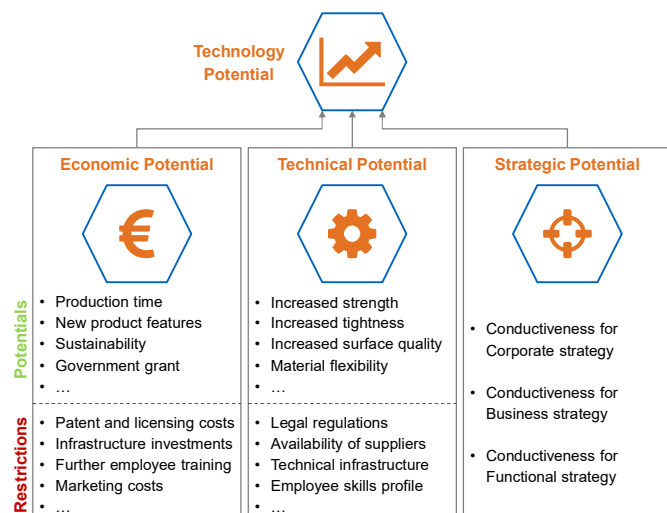 Technology
Potential
Economic Potential
€
Potentials
• Production time
• New product features
• Sustainability
• Government grant
• …
Restrictions
• Patent and licensing costs
• Infrastructure investments
• Further employee training
• Marketing costs
• …
Technical Potential
• Increased strength
• Increased tightness
• Increased surface quality
• Material flexibility
• …
• Legal regulations
• Availability of suppliers
• Technical infrastructure
• Employee skills profile
• …
Strategic Potential
• Conductiveness for
Corporate strategy
• Conductiveness for
Business strategy
• Conductiveness for
Functional strategy